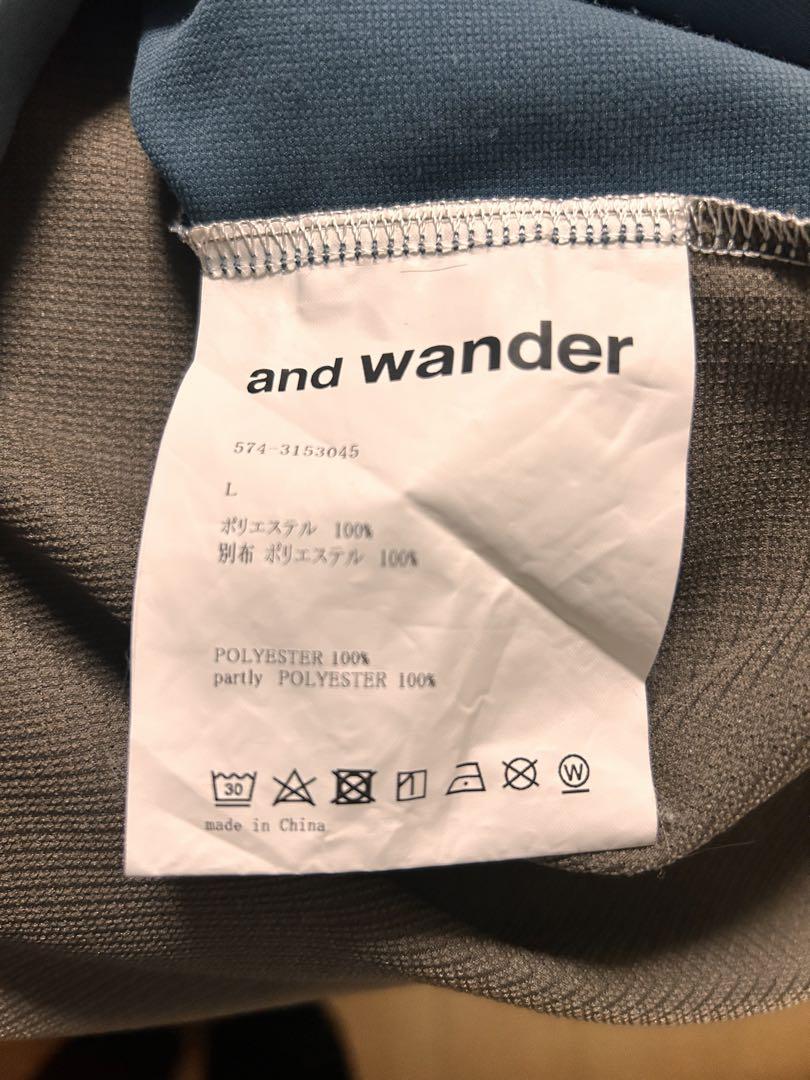 and wander
574-3153045
L
ポリエステル 100%
別布 ポリエステル 100%
POLYESTER 100%
partly POLYESTER 100%
30
W
made in China